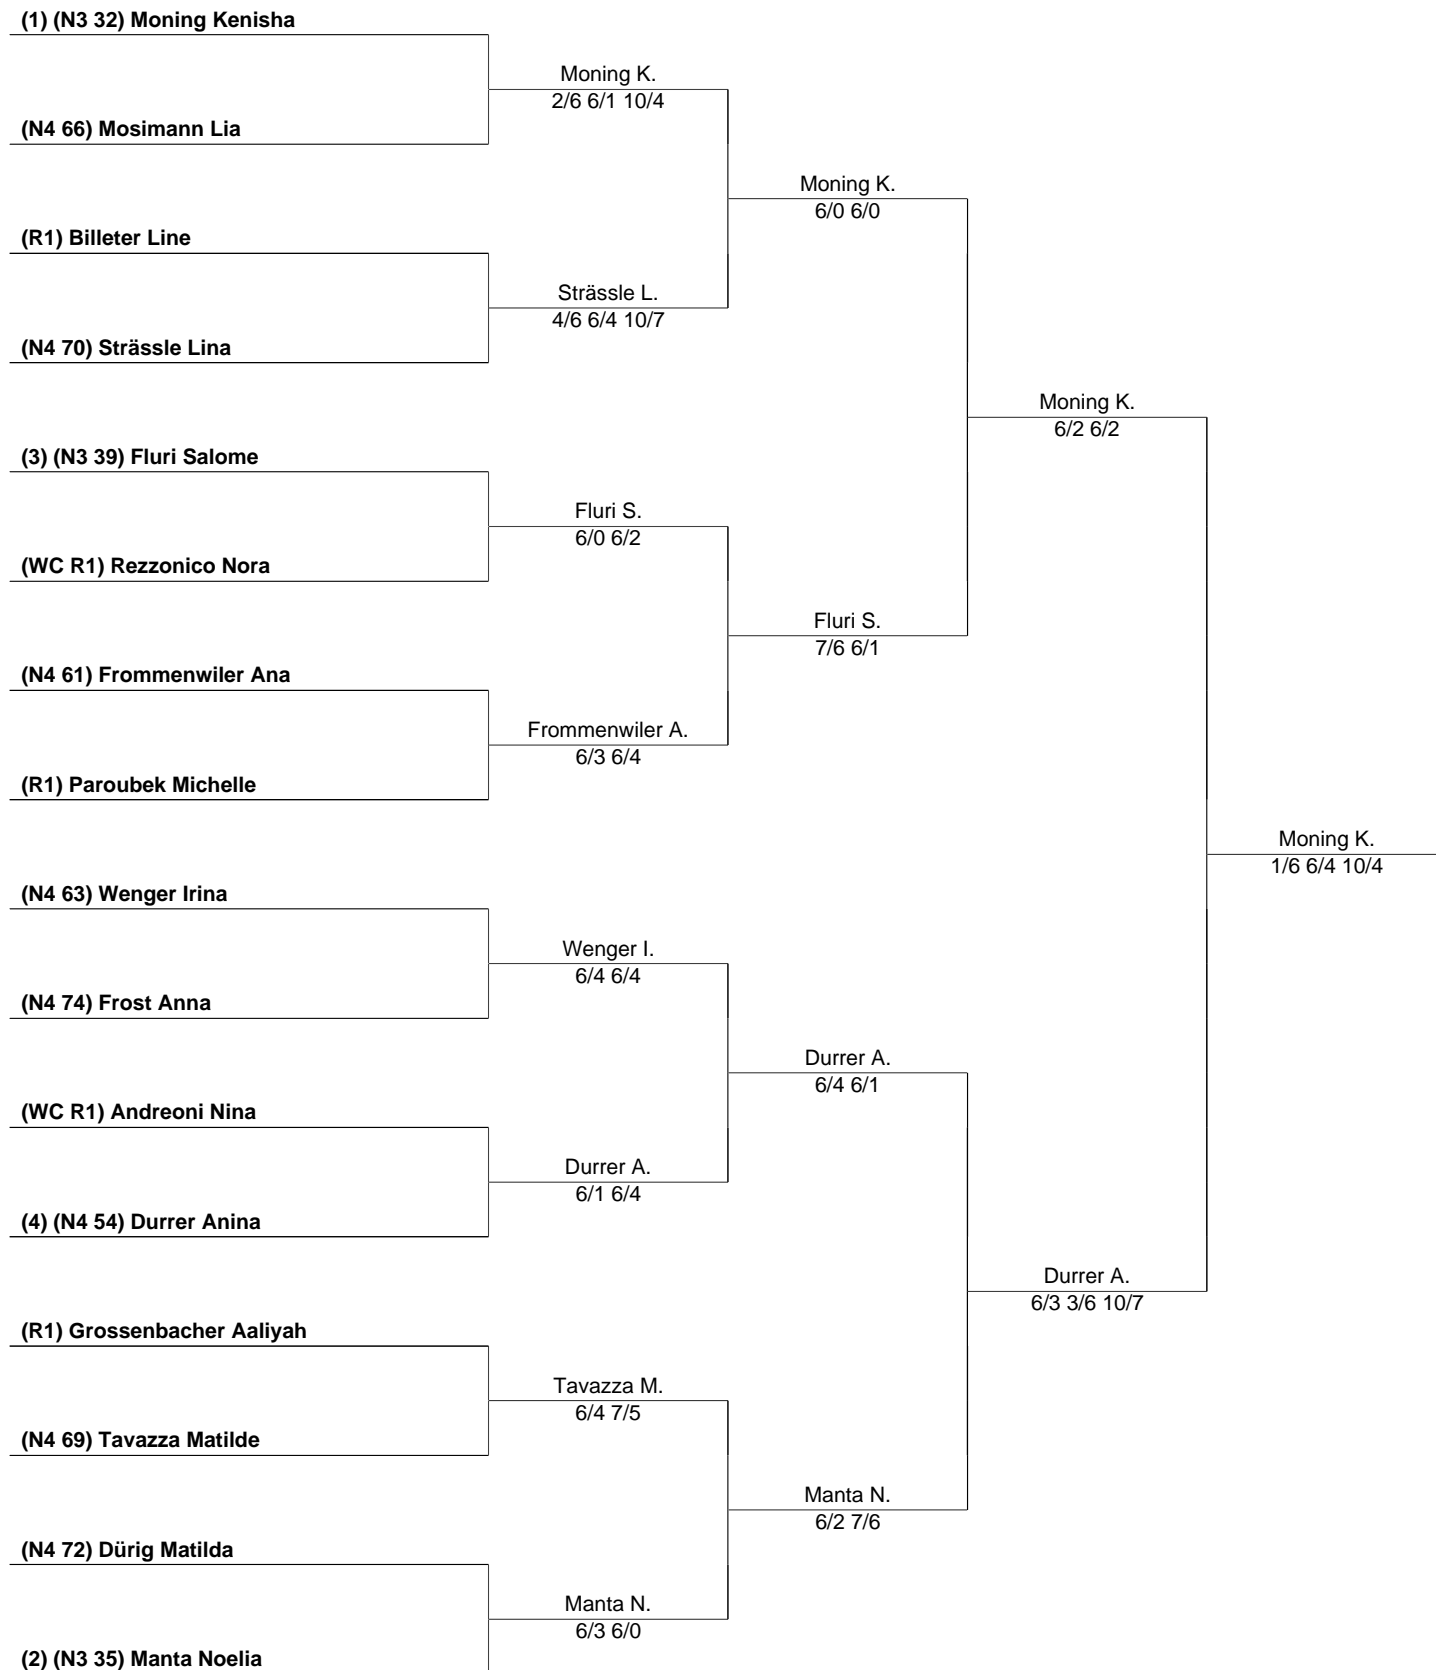 (1) (N3 32) Moning Kenisha
Moning K.
2/6 6/1 10/4
(N4 66) Mosimann Lia
Moning K.
6/0 6/0
(R1) Billeter Line
Strässle L.
4/6 6/4 10/7
(N4 70) Strässle Lina
Moning K.
6/2 6/2
(3) (N3 39) Fluri Salome
Fluri S.
6/0 6/2
(WC R1) Rezzonico Nora
Fluri S.
7/6 6/1
(N4 61) Frommenwiler Ana
Frommenwiler A.
6/3 6/4
(R1) Paroubek Michelle
Moning K.
1/6 6/4 10/4
(N4 63) Wenger Irina
Wenger I.
6/4 6/4
(N4 74) Frost Anna
Durrer A.
6/4 6/1
(WC R1) Andreoni Nina
Durrer A.
6/1 6/4
(4) (N4 54) Durrer Anina
Durrer A.
6/3 3/6 10/7
(R1) Grossenbacher Aaliyah
Tavazza M.
6/4 7/5
(N4 69) Tavazza Matilde
Manta N.
6/2 7/6
(N4 72) Dürig Matilda
Manta N.
6/3 6/0
(2) (N3 35) Manta Noelia